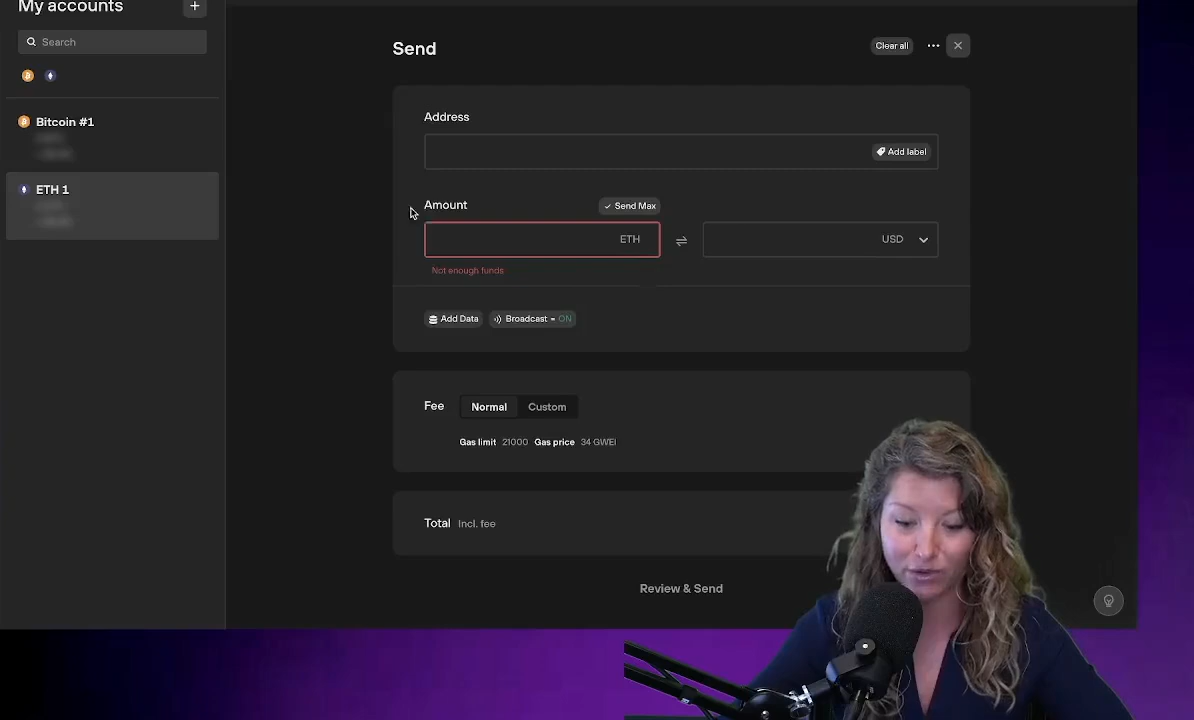 My accounts
Search
Bitcoin #1
ETH 1
Send
Clear all
Address
Add label
Amount
Send Max
ETH
USD
Not enough funds
Add Data
Broadcast - ON
Fee
Normal
Custom
Gas limit 21000 Gas price 34 GWEI
Total Incl. fee
Review & Send